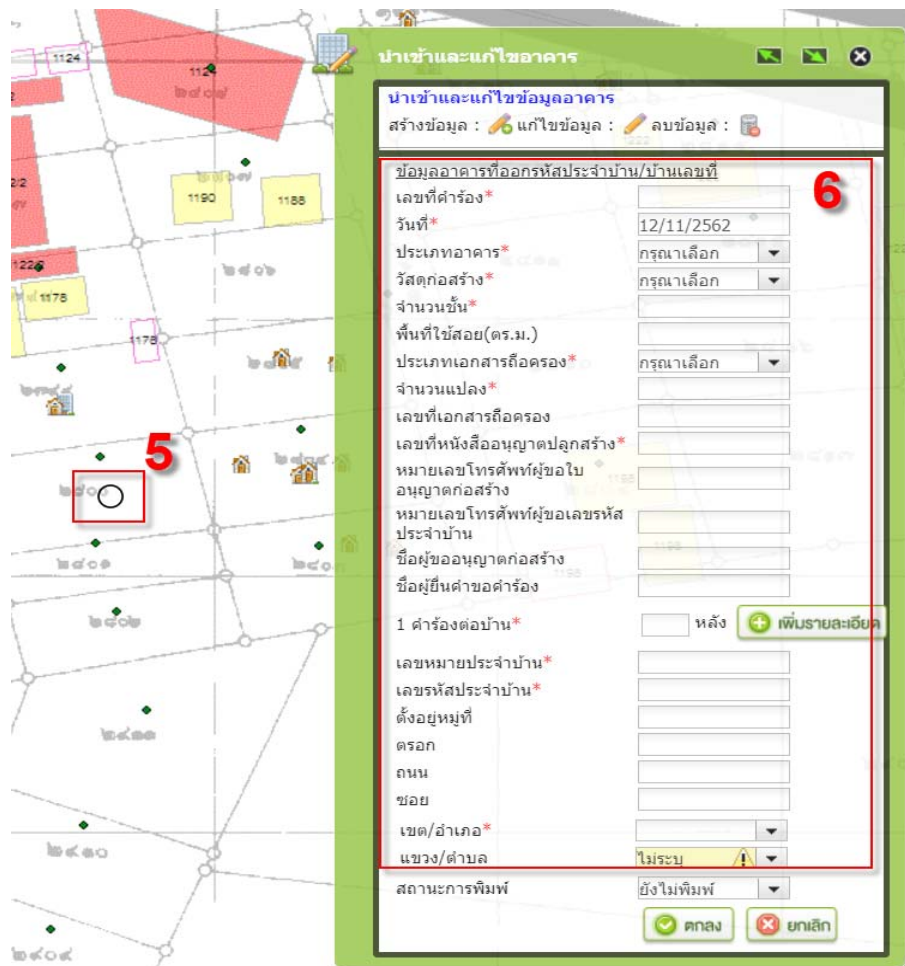 1124
1124
นำเข้าและแก้ไขอาคาร
นำเข้าและแก้ไขข้อมูลอาคาร
สร้างข้อมูล : แก้ไขข้อมูล : ลบข้อมูล :
ข้อมูลอาคารที่ออกรหัสประจำบ้าน/บ้านเลขที่
6
เลขที่คำร้อง*
1190
1188
วันที่* 12/11/2562
ประเภทอาคาร* กรุณาเลือก
วัสดุก่อสร้าง* กรุณาเลือก
1178
จำนวนชั้น*
1178
พื้นที่ใช้สอย(ตร.ม.)
ประเภทเอกสารถือครอง* กรุณาเลือก
จำนวนแปลง*
เลขที่เอกสารถือครอง
5
เลขที่หนังสืออนุญาตปลูกสร้าง*
หมายเลขโทรศัพท์ผู้ขอใบ
อนุญาตก่อสร้าง
หมายเลขโทรศัพท์ผู้ขอเลขรหัส
ประจำบ้าน
ชื่อผู้ขออนุญาตก่อสร้าง
ชื่อผู้ยื่นคำขอคำร้อง
1 คำร้องต่อบ้าน* หลัง เพิ่มรายละเอียด
เลขหมายประจำบ้าน*
เลขรหัสประจำบ้าน*
ตั้งอยู่หมู่ที่
ตรอก
ถนน
ซอย
เขต/อำเภอ*
แขวง/ตำบล ไม่ระบุ
สถานะการพิมพ์ ยังไม่พิมพ์
ตกลง ยกเลิก